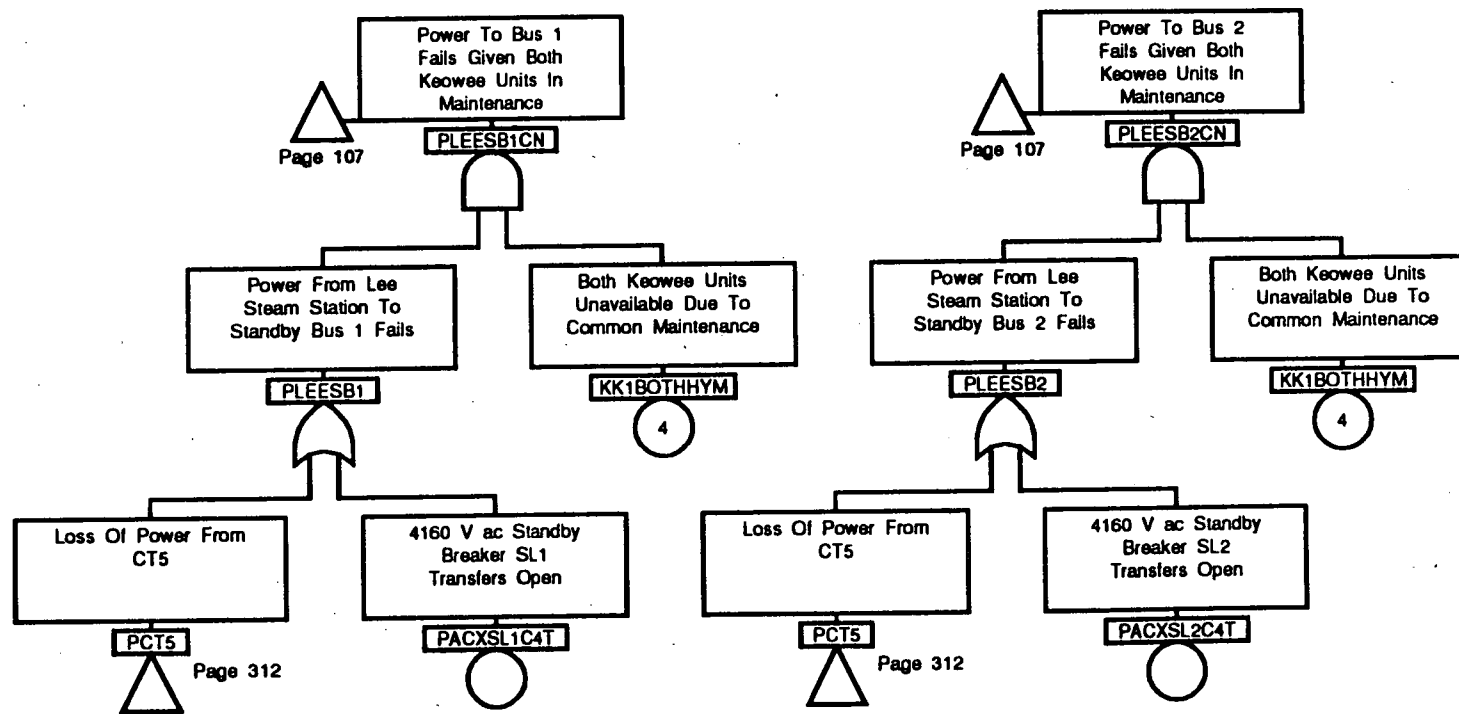 Power To Bus 1
Fails Given Both
Keowee Units In
Maintenance
Page 107
PLEESB1CN
Power From Lee
Steam Station To
Standby Bus 1 Fails
PLEESB1
Both Keowee Units
Unavailable Due To
Common Maintenance
KK1BOTHHYM
4
Loss Of Power From
CT5
PCT5
Page 312
4160 V ac Standby
Breaker SL1
Transfers Open
PACXSL1C4T
Power To Bus 2
Fails Given Both
Keowee Units In
Maintenance
Page 107
PLEESB2CN
Power From Lee
Steam Station To
Standby Bus 2 Fails
PLEESB2
Both Keowee Units
Unavailable Due To
Common Maintenance
KK1BOTHHYM
4
Loss Of Power From
CT5
PCT5
Page 312
4160 V ac Standby
Breaker SL2
Transfers Open
PACXSL2C4T